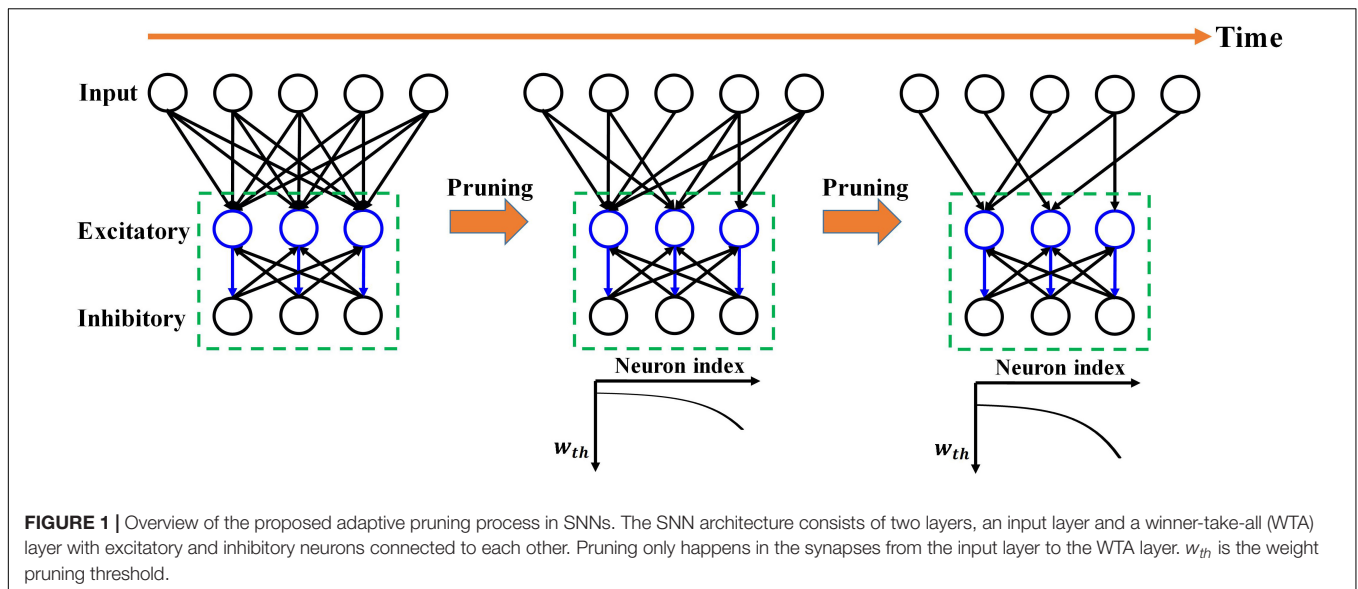 Time
Input
Pruning
Pruning
Excitatory
Inhibitory
Neuron index
Neuron index
w_th
w_th
FIGURE 1 | Overview of the proposed adaptive pruning process in SNNs. The SNN architecture consists of two layers, an input layer and a winner-take-all (WTA)
layer with excitatory and inhibitory neurons connected to each other. Pruning only happens in the synapses from the input layer to the WTA layer. w_th is the weight
pruning threshold.